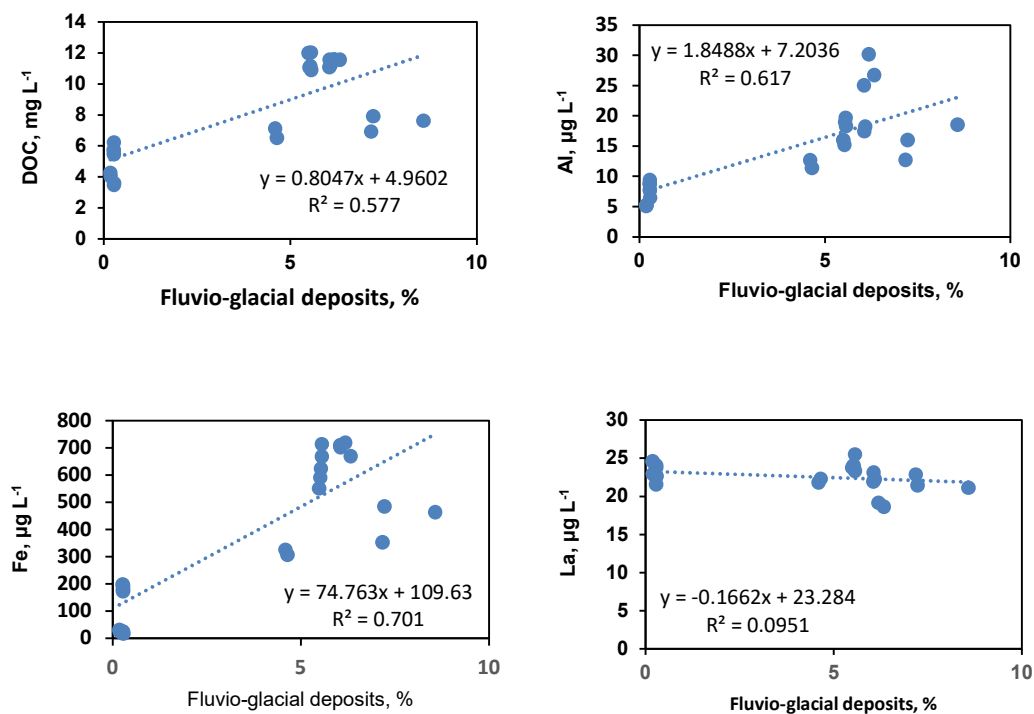 DOC, mg L⁻¹
14
12
10
8
6
4
2
0
y = 0.8047x + 4.9602
R² = 0.577
0 5 10
Fluvio-glacial deposits, %
Al, µg L⁻¹
35
30
25
20
15
10
5
0
y = 1.8488x + 7.2036
R² = 0.617
0 5 10
Fluvio-glacial deposits, %
Fe, µg L⁻¹
800
700
600
500
400
300
200
100
0
y = 74.763x + 109.63
R² = 0.701
0 5 10
Fluvio-glacial deposits, %
La, µg L⁻¹
30
25
20
15
10
5
0
y = -0.1662x + 23.284
R² = 0.0951
0 5 10
Fluvio-glacial deposits, %